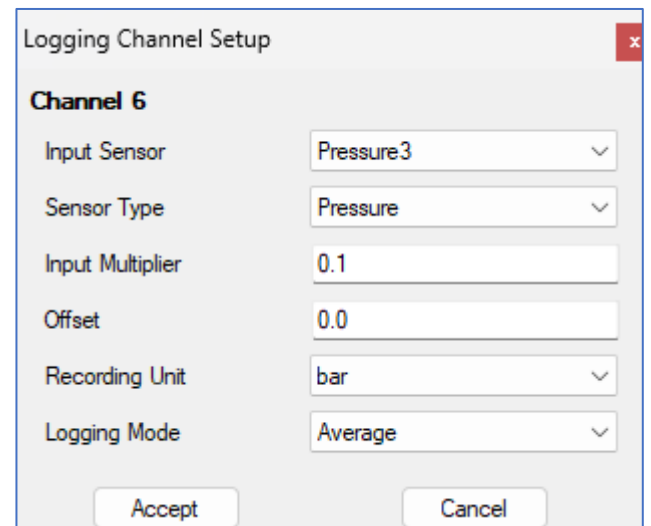 Logging Channel Setup x
Channel 6
Input Sensor Pressure3
Sensor Type Pressure
Input Multiplier 0.1
Offset 0.0
Recording Unit bar
Logging Mode Average
Accept Cancel